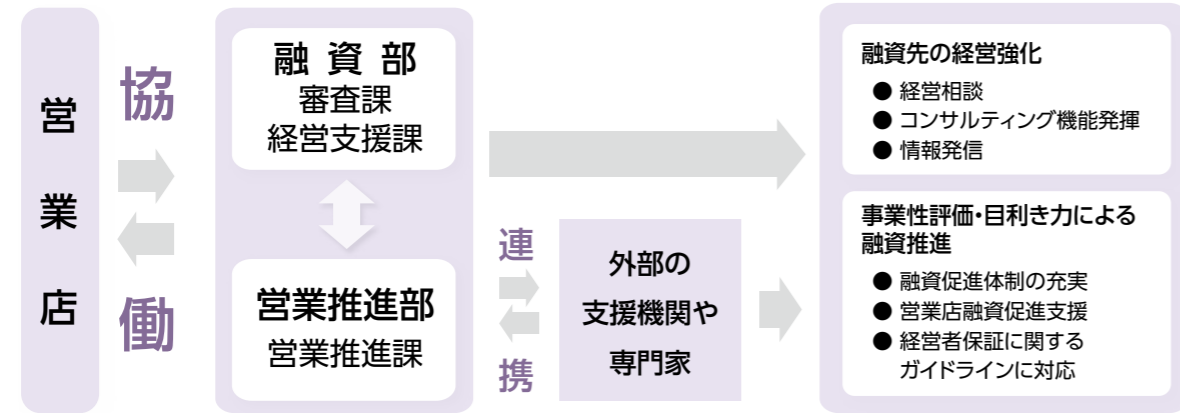 営業店
協
働
融資部
審査課
経営支援課
営業推進部
営業推進課
連
携
外部の
支援機関や
専門家
融資先の経営強化
● 経営相談
● コンサルティング機能発揮
● 情報発信
事業性評価・目利き力による
融資推進
● 融資促進体制の充実
● 営業店融資促進支援
● 経営者保証に関する
ガイドラインに対応